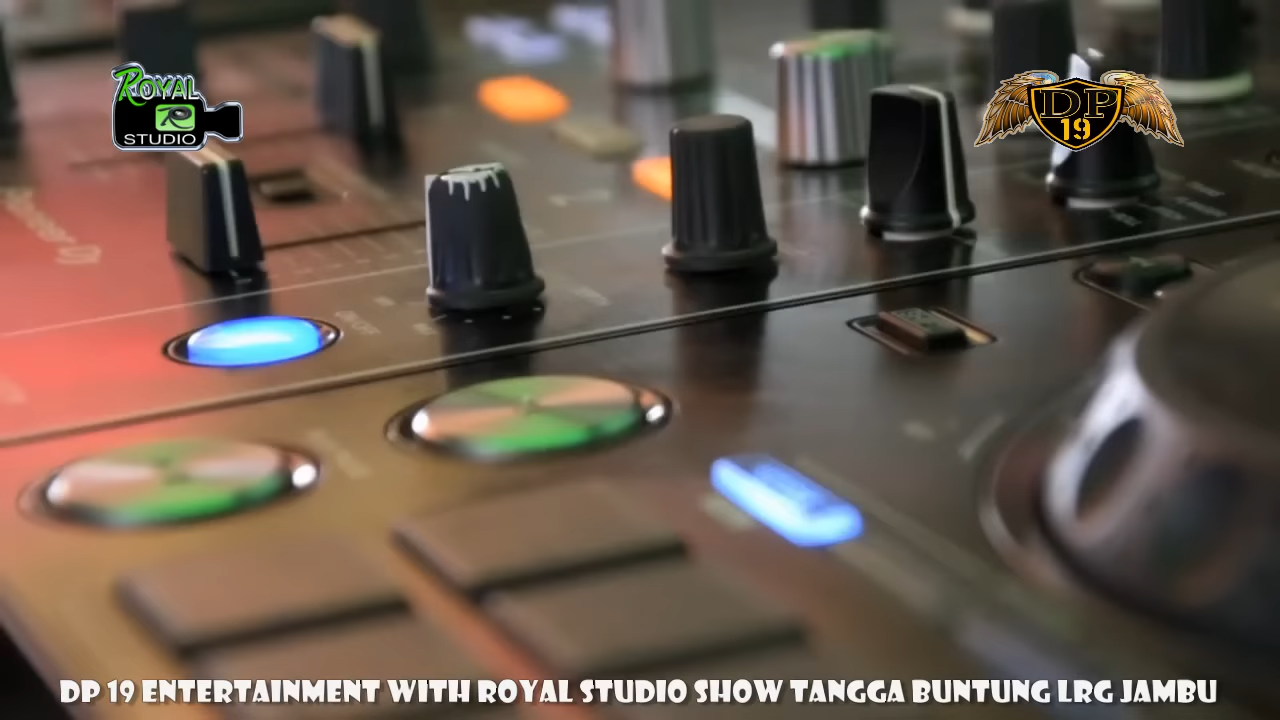 ROYAL
R
STUDIO
DP
19
DP 19 ENTERTAINMENT WITH ROYAL STUDIO SHOW TANGGA BUNTUNG LRG JAMBU